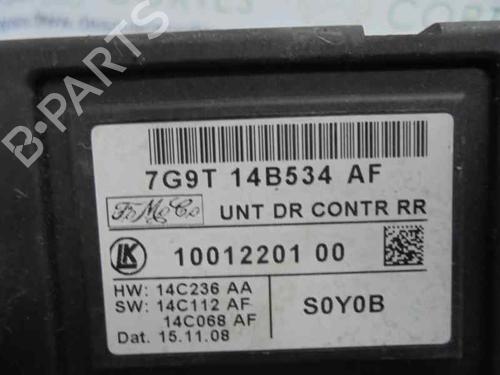 7G9T 14B534 AF
FoMoCo
UNT DR CONTR RR
LK
10012201 00
HW: 14C236 AA
SW: 14C112 AF
14C068 AF
Dat. 15.11.08
S0Y0B
B-PARTS